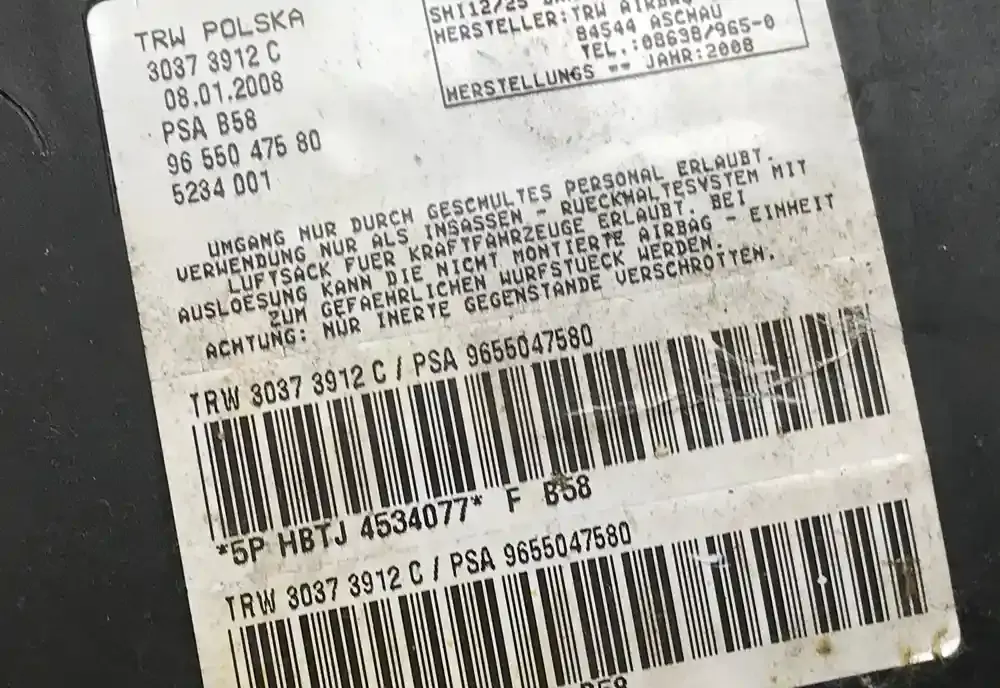 TRW POLSKA
3037 3912 C
08.01.2008
PSA B58
96 550 475 80
5234 001
HERSTELLER: TRW AIRBAG
84544 ASCHAU
TEL.:08638/965-0
HERSTELLUNGS -- JAHR:2008
UMGANG NUR DURCH GESCHULTES PERSONAL ERLAUBT.
VERWENDUNG NUR ALS INSASSEN - RUECKHALTESYSTEM MIT
LUFTSACK FUER KRAFTFAHRZEUGE ERLAUBT. BEI
AUSLOESUNG KANN DIE NICHT MONTIERTE AIRBAG - EINHEIT
ZUM GEFAEHRLICHEN WURFSTUECK WERDEN.
ACHTUNG: NUR INERTE GEGENSTANDE VERSCHROTTEN.
TRW 3037 3912 C / PSA 9655047580
*5P HBTJ 4534077* F B58
TRW 3037 3912 C / PSA 9655047580
B58